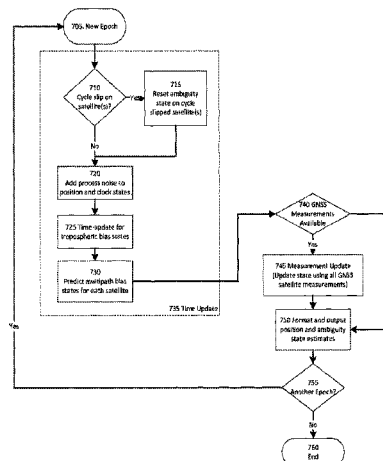 705. New Epoch
710
Cycle slip on
satellite(s)?
Yes
715
Reset ambiguity
state on cycle
slipped satellite(s)
No
720
Add process noise to
position and clock states
725 Time update for
tropospheric bias states
730
Predict multipath bias
states for each satellite
735 Time Update
740 GNSS
Measurements
Available
Yes
745 Measurement Update
(Update state using all GNSS
satellite measurements)
750 Format and output
position and ambiguity
state estimates
755
Another Epoch?
Yes
No
760
End